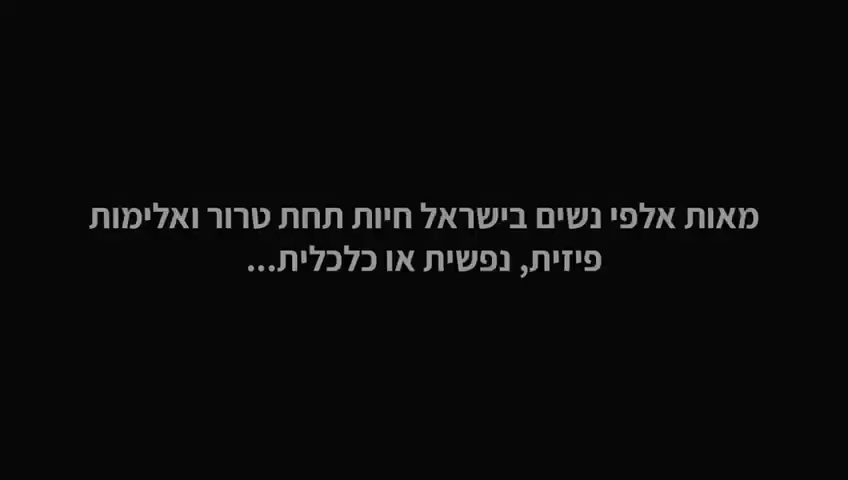 מאות אלפי נשים בישראל חיות תחת טרור ואלימות
פיזית, נפשית או כלכלית...